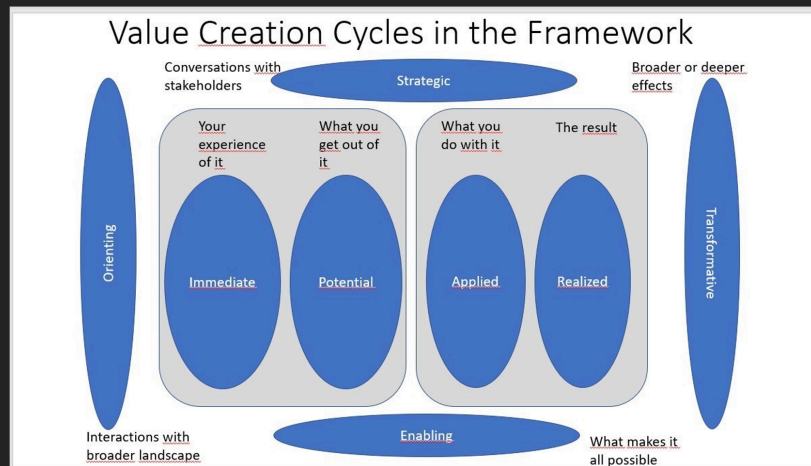 Value Creation Cycles in the Framework
Conversations with
stakeholders
Strategic
Broader or deeper
effects
Your
experience
of it
What you
get out of
it
What you
do with it
The result
Orienting
Immediate
Potential
Applied
Realized
Transformative
Interactions with
broader landscape
Enabling
What makes it
all possible